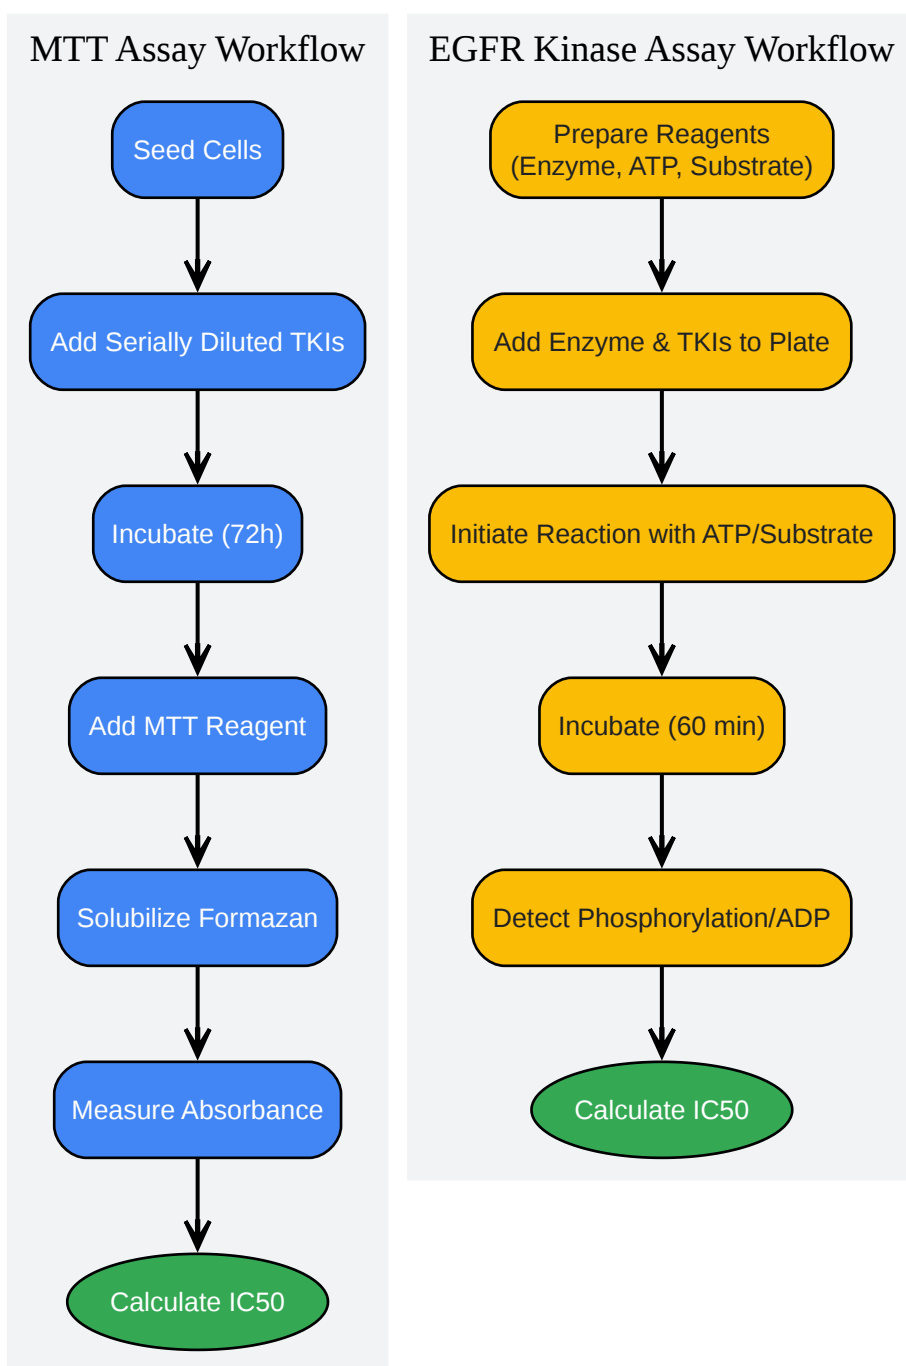 MTT Assay Workflow
Seed Cells
Add Serially Diluted TKIs
Incubate (72h)
Add MTT Reagent
Solubilize Formazan
Measure Absorbance
Calculate IC50
EGFR Kinase Assay Workflow
Prepare Reagents
(Enzyme, ATP, Substrate)
Add Enzyme & TKIs to Plate
Initiate Reaction with ATP/Substrate
Incubate (60 min)
Detect Phosphorylation/ADP
Calculate IC50